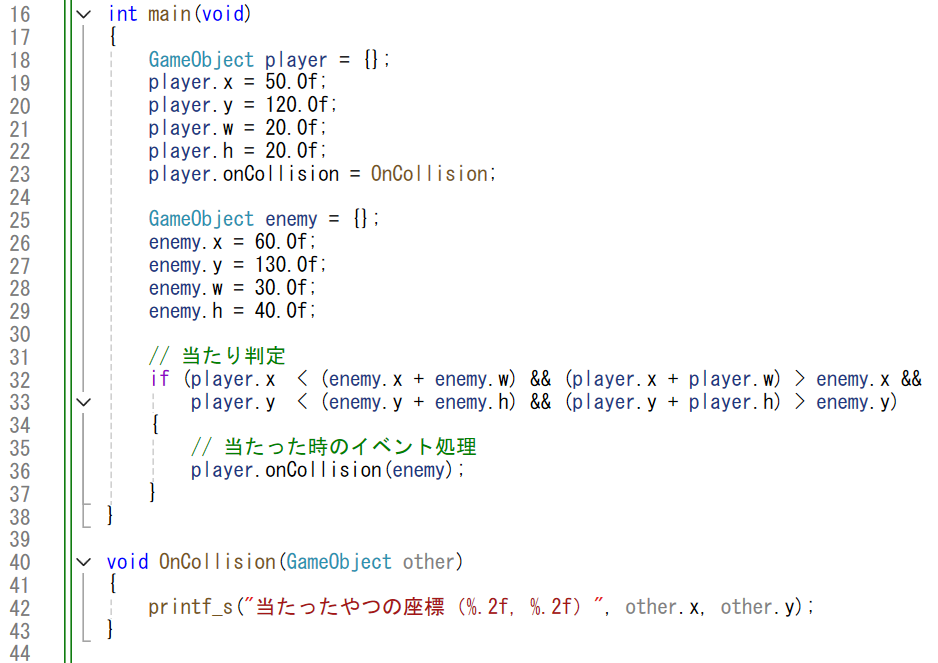 16 int main(void)
17 {
18 GameObject player = {};
19 player.x = 50.0f;
20 player.y = 120.0f;
21 player.w = 20.0f;
22 player.h = 20.0f;
23 player.onCollision = OnCollision;
24
25 GameObject enemy = {};
26 enemy.x = 60.0f;
27 enemy.y = 130.0f;
28 enemy.w = 30.0f;
29 enemy.h = 40.0f;
30
31 // 当たり判定
32 if (player.x < (enemy.x + enemy.w) && (player.x + player.w) > enemy.x &&
33 player.y < (enemy.y + enemy.h) && (player.y + player.h) > enemy.y)
34 {
35 // 当たった時のイベント処理
36 player.onCollision(enemy);
37 }
38 }
39
40 void OnCollision(GameObject other)
41 {
42 printf_s("当たったやつの座標 (%.2f, %.2f) ", other.x, other.y);
43 }
44